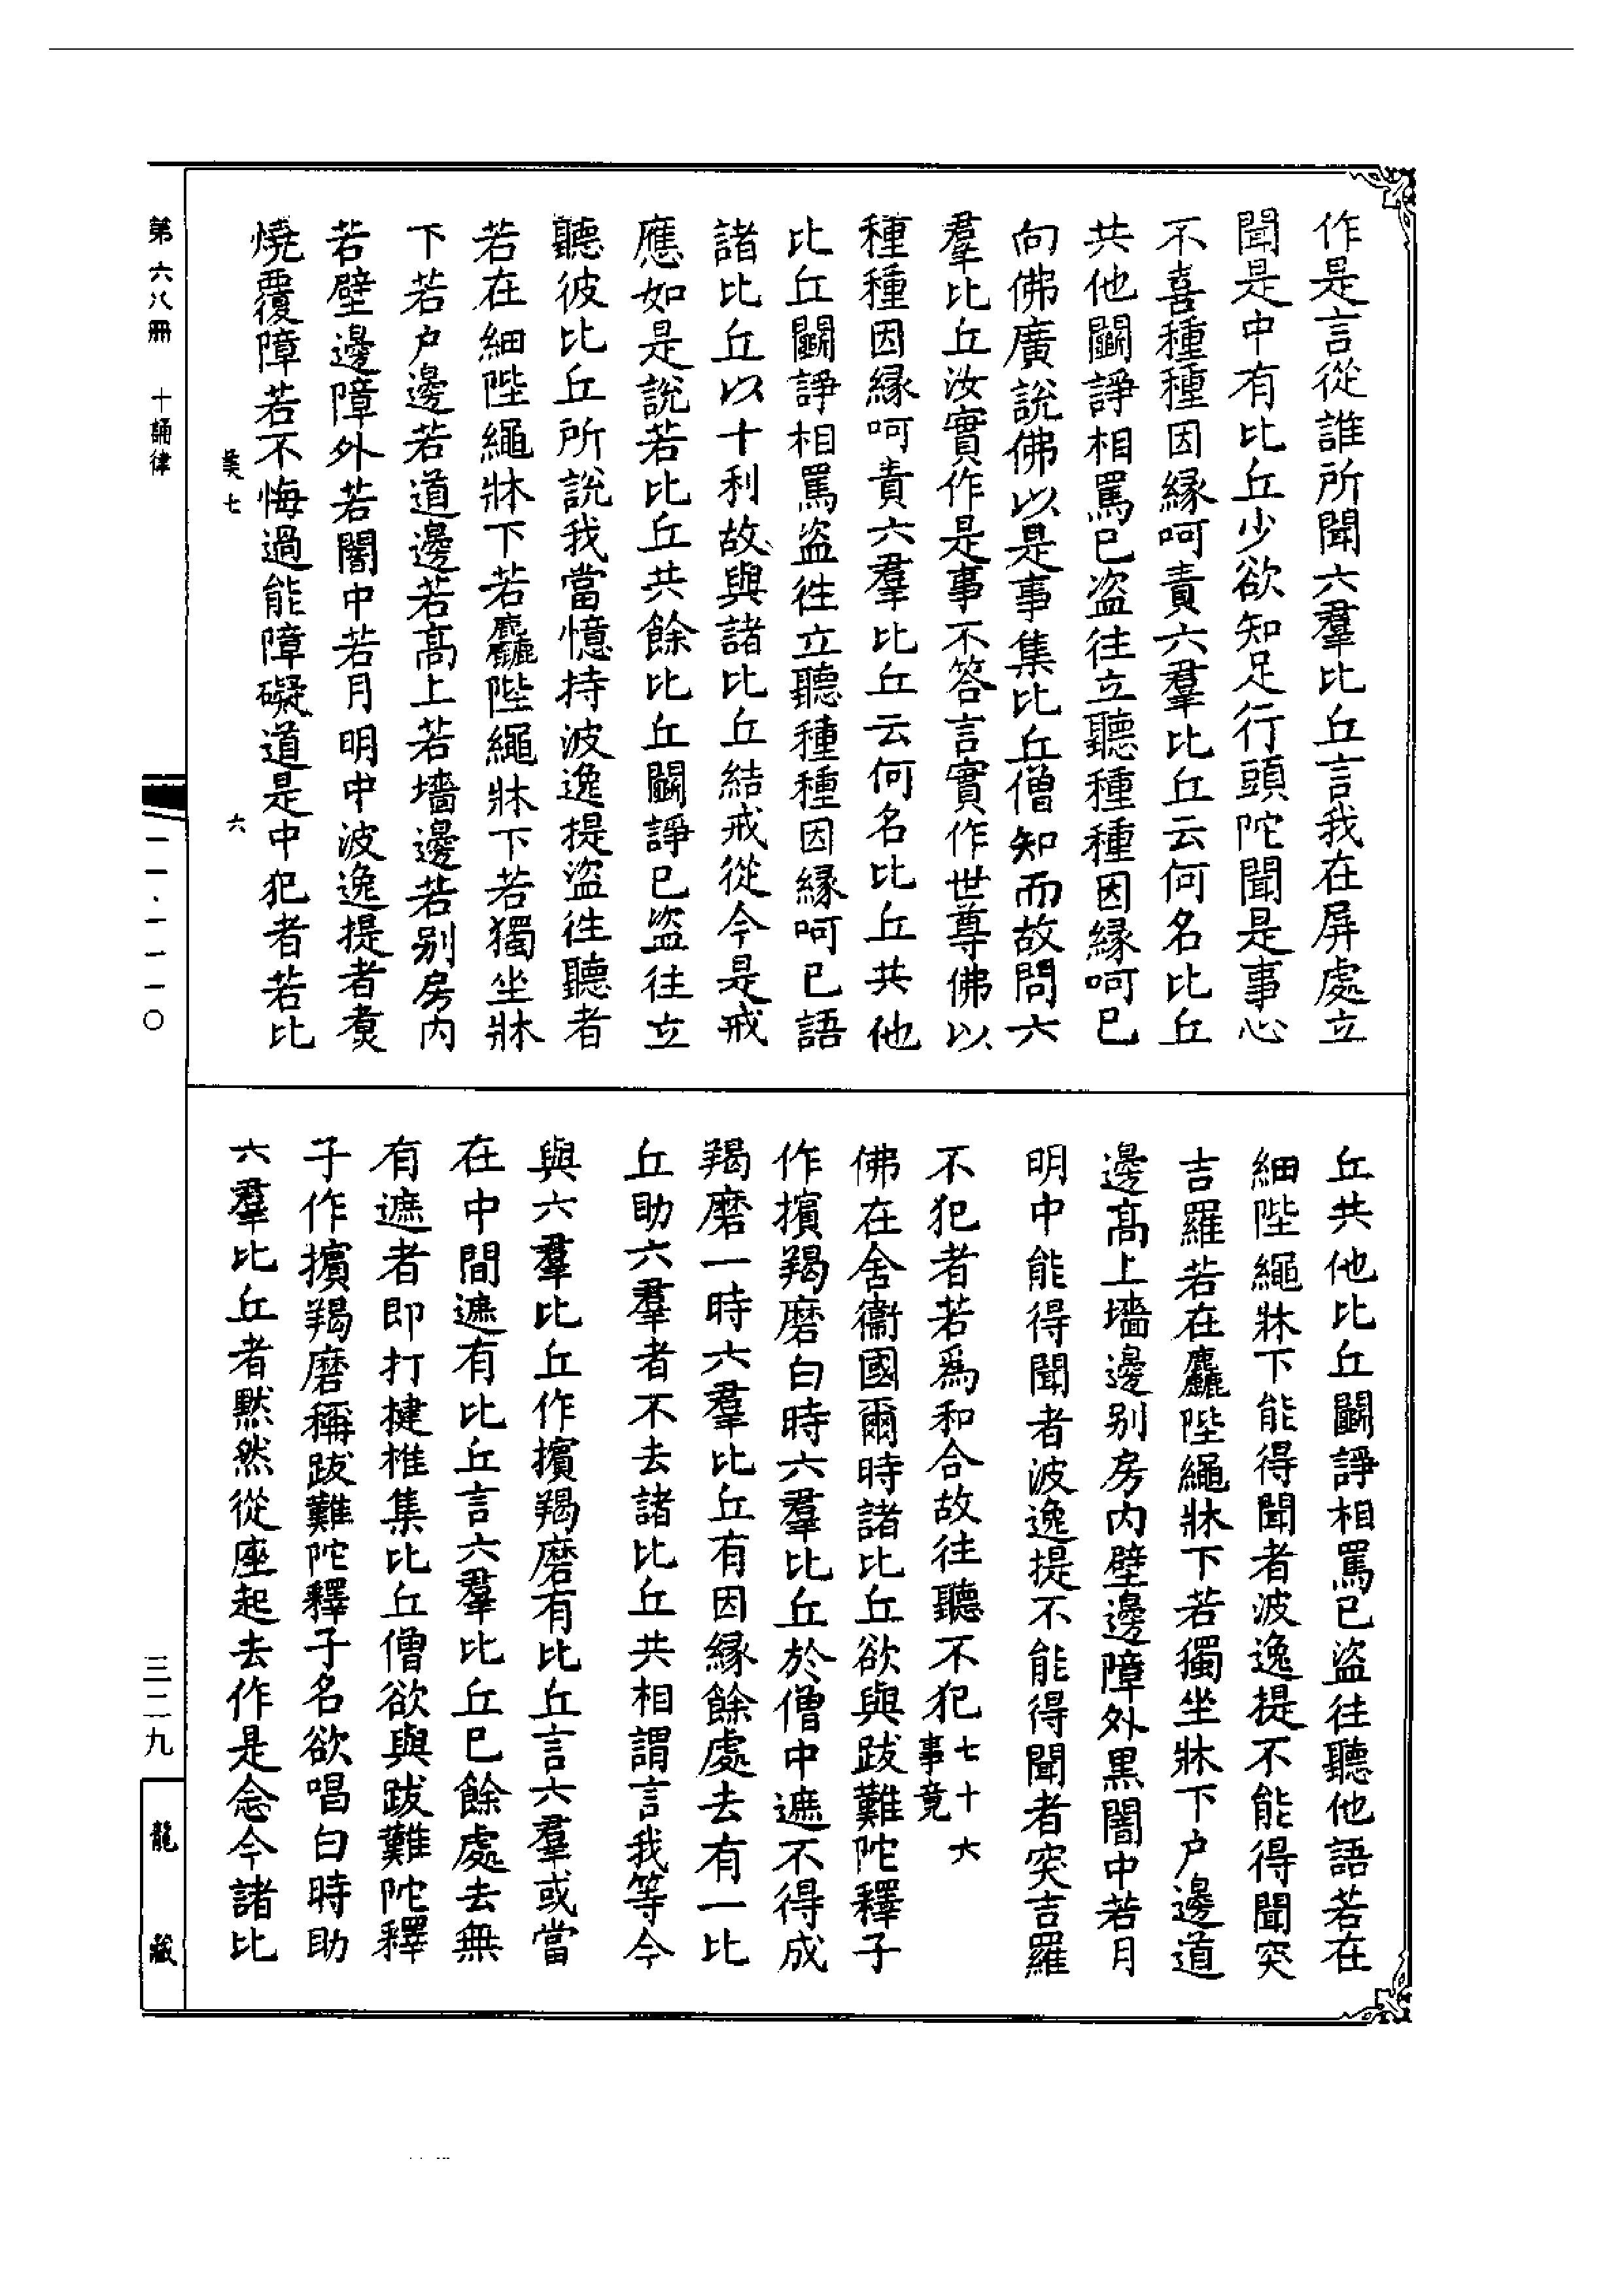 作是言從誰所聞六羣比丘言我在屏處立
聞是中有比丘少欲知足行頭陀聞是事心
不喜種種因緣呵責六羣比丘云何名比丘
共他鬭諍相罵已盜往立聽種種因緣呵已
向佛廣說佛以是事集比丘僧知而故問六
羣比丘汝實作是事不答言實作世尊佛以
種種因緣呵責六羣比丘云何名比丘共他
比丘鬭諍相罵盜往立聽種種因緣呵已語
諸比丘以十利故與諸比丘結戒從今是戒
應如是說若比丘共餘比丘鬭諍已盜往立
聽彼比丘所說我當憶持波逸提盜往聽者
若在細陛繩牀下若麤陛繩牀下若獨坐牀
下若户邊若道邊若高上若墻邊若别房內
若壁邊障外若闇中若月明中波逸提者煑
燒覆障若不悔過能障礙道是中犯者若比
丘共他比丘鬭諍相罵已盜往聽他語若在
細陛繩牀下能得聞者波逸提不能得聞突
吉羅若在麤陛繩牀下若獨坐牀下户邊道
邊高上墻邊别房內壁邊障外黑闇中若月
明中能得聞者波逸提不能得聞者突吉羅
不犯者若爲和合故往聽不犯七十六事竟
佛在舍衞國爾時諸比丘欲與跋難陀釋子
作擯羯磨白時六羣比丘於僧中遮不得成
羯磨一時六羣比丘有因緣餘處去有一比
丘助六羣者不去諸比丘共相謂言我等今
與六羣比丘作擯羯磨有比丘言六羣或當
在中間遮有比丘言六羣比丘已餘處去無
有遮者即打揵椎集比丘僧欲與跋難陀釋
子作擯羯磨稱跋難陀釋子名欲唱白時助
六羣比丘者默然從座起去作是念今諸比
第六八冊 十誦律
七
六
一一·一一一〇
三二九
龍藏